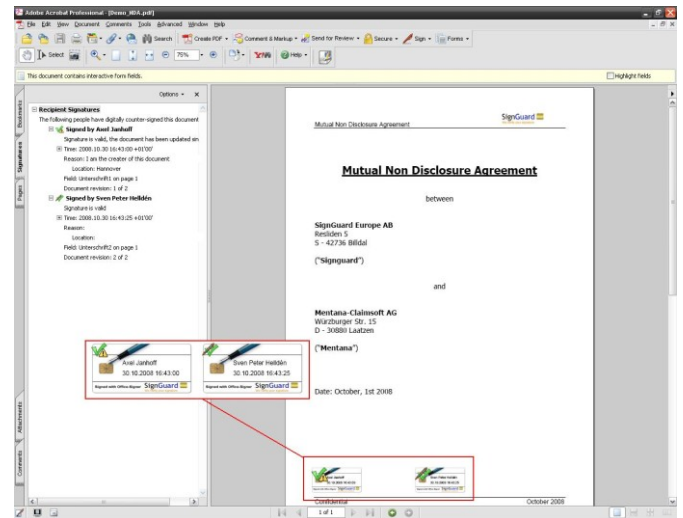 Adobe Acrobat Professional - [Demo_NDA.pdf]
File Edit View Document Comments Tools Advanced Window Help
Search Create PDF Comment & Markup Send for Review Secure Sign Forms
Select 75% Help
This document contains interactive form fields.
Highlight fields
Options
Bookmarks
Signatures
Pages
Attachments
Comments
Recipient Signatures
The following people have digitally counter-signed this document
Signed by Axel Janhoff
Signature is valid, the document has been updated sin
Time: 2008.10.30 16:43:00 +01'00'
Reason: I am the creator of this document
Location: Hannover
Field: Unterschrift1 on page 1
Document revision: 1 of 2
Signed by Sven Peter Helldén
Signature is valid
Time: 2008.10.30 16:43:25 +01'00'
Reason:
Location:
Field: Unterschrift2 on page 1
Document revision: 2 of 2
Mutual Non Disclosure Agreement
SignGuard
Mutual Non Disclosure Agreement
between
SignGuard Europe AB
Resliden 5
S - 42736 Billdal
("Signguard")
and
Mentana-Claimsoft AG
Würzburger Str. 15
D - 30880 Laatzen
("Mentana")
Date: October, 1st 2008
Axel Janhoff
30.10.2008 16:43:00
Signed with Office-Signer SignGuard
Sven Peter Helldén
30.10.2008 16:43:25
Signed with Office-Signer SignGuard
Confidential
October 2008
1 of 1